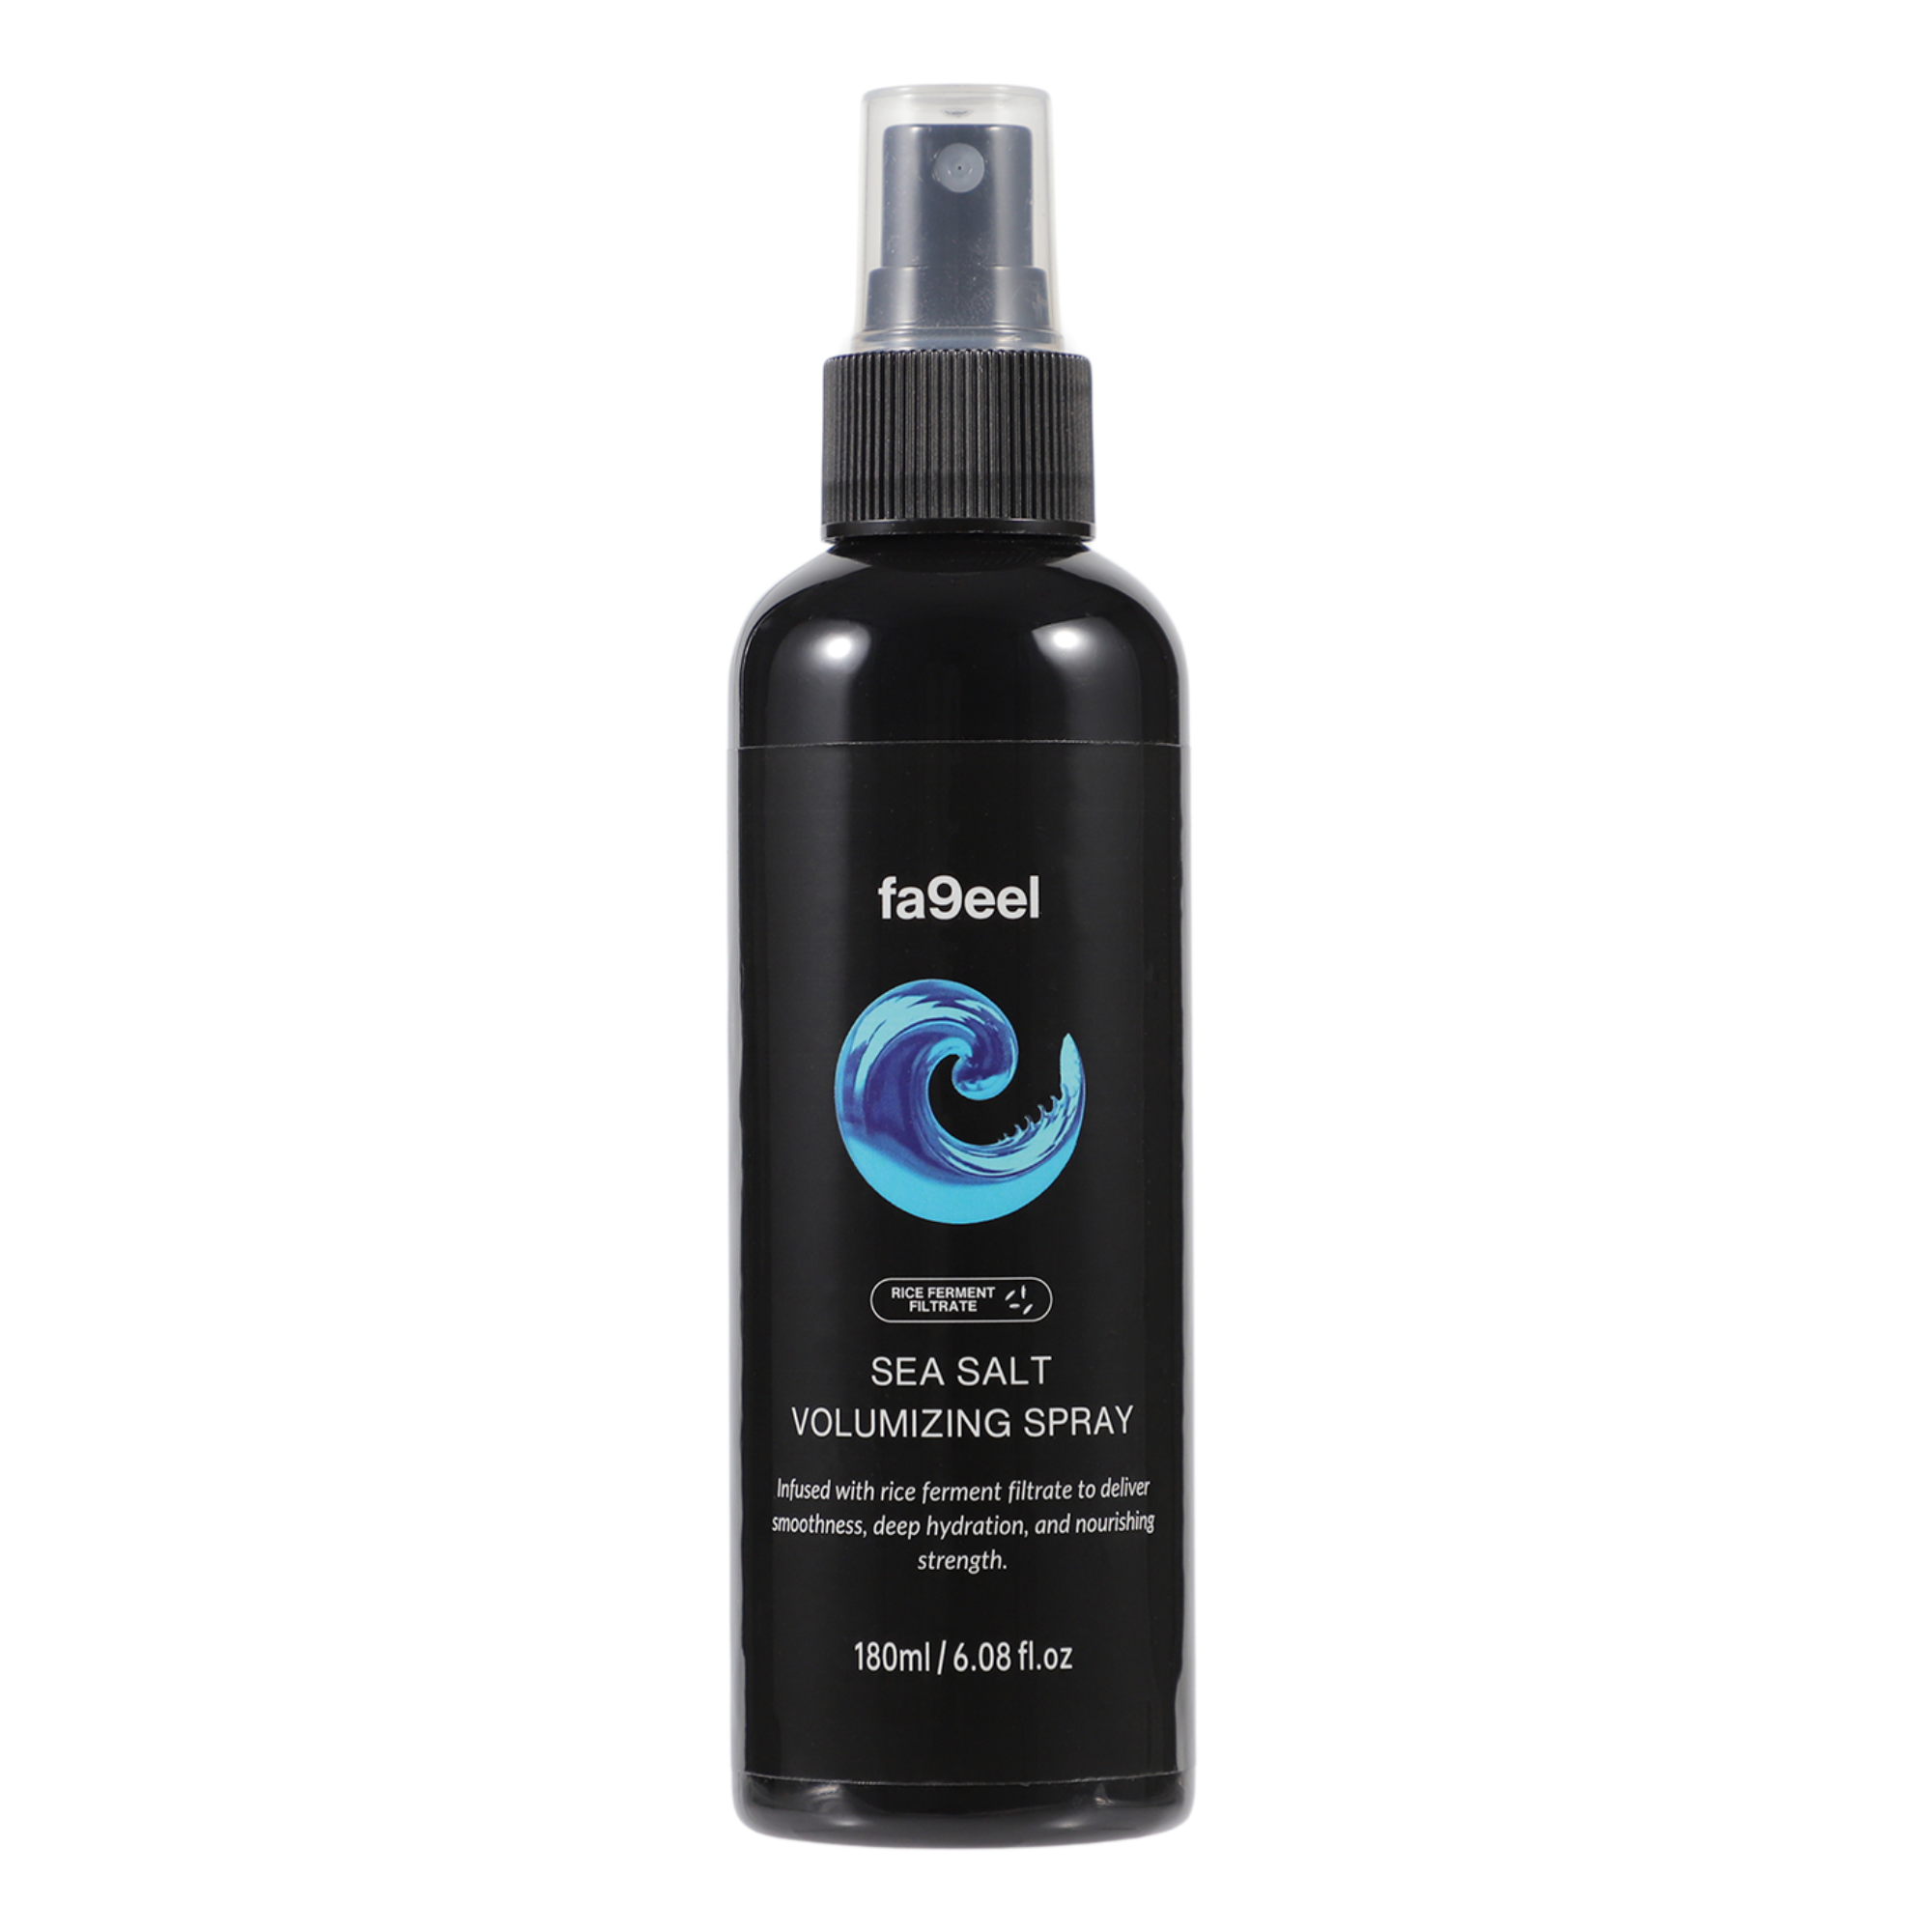 fa9eel
RICE FERMENT
FILTRATE
SEA SALT
VOLUMIZING SPRAY
Infused with rice ferment filtrate to deliver
smoothness, deep hydration, and nourishing
strength.
180ml / 6.08 fl.oz